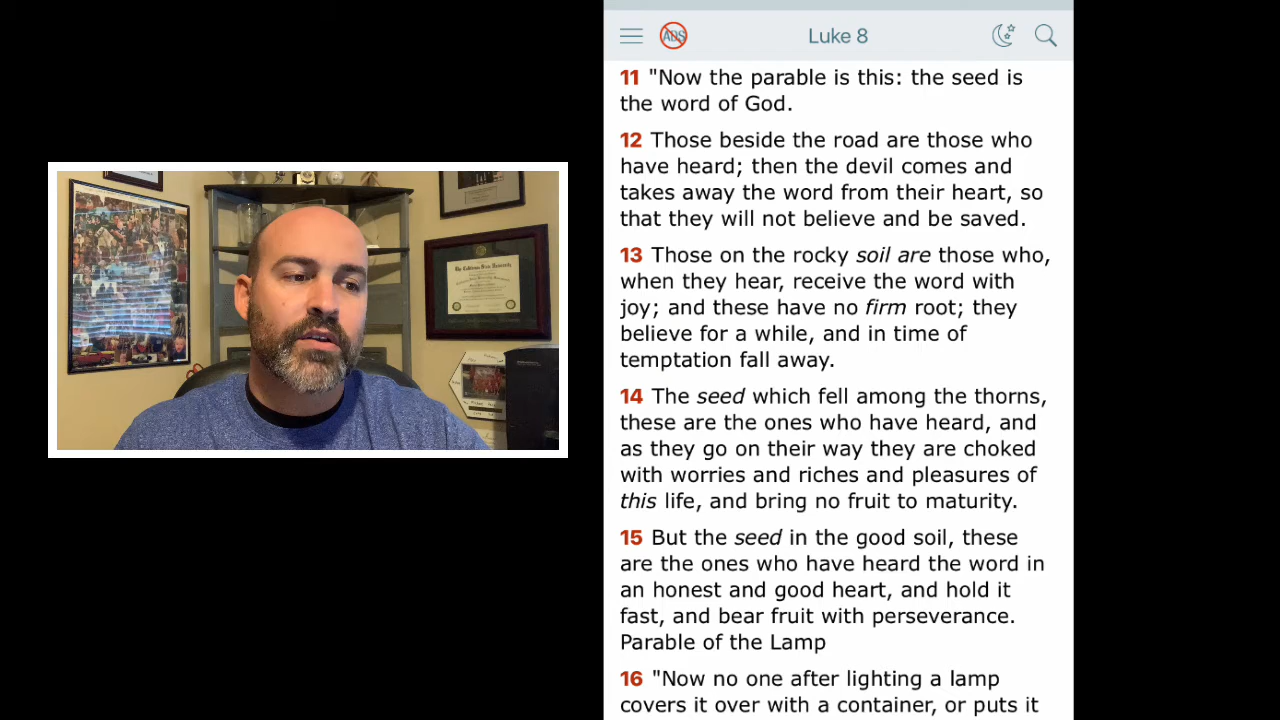 ADS
Luke 8
11 "Now the parable is this: the seed is
the word of God.
12 Those beside the road are those who
have heard; then the devil comes and
takes away the word from their heart, so
that they will not believe and be saved.
13 Those on the rocky soil are those who,
when they hear, receive the word with
joy; and these have no firm root; they
believe for a while, and in time of
temptation fall away.
14 The seed which fell among the thorns,
these are the ones who have heard, and
as they go on their way they are choked
with worries and riches and pleasures of
this life, and bring no fruit to maturity.
15 But the seed in the good soil, these
are the ones who have heard the word in
an honest and good heart, and hold it
fast, and bear fruit with perseverance.
Parable of the Lamp
16 "Now no one after lighting a lamp
covers it over with a container, or puts it
The California State University